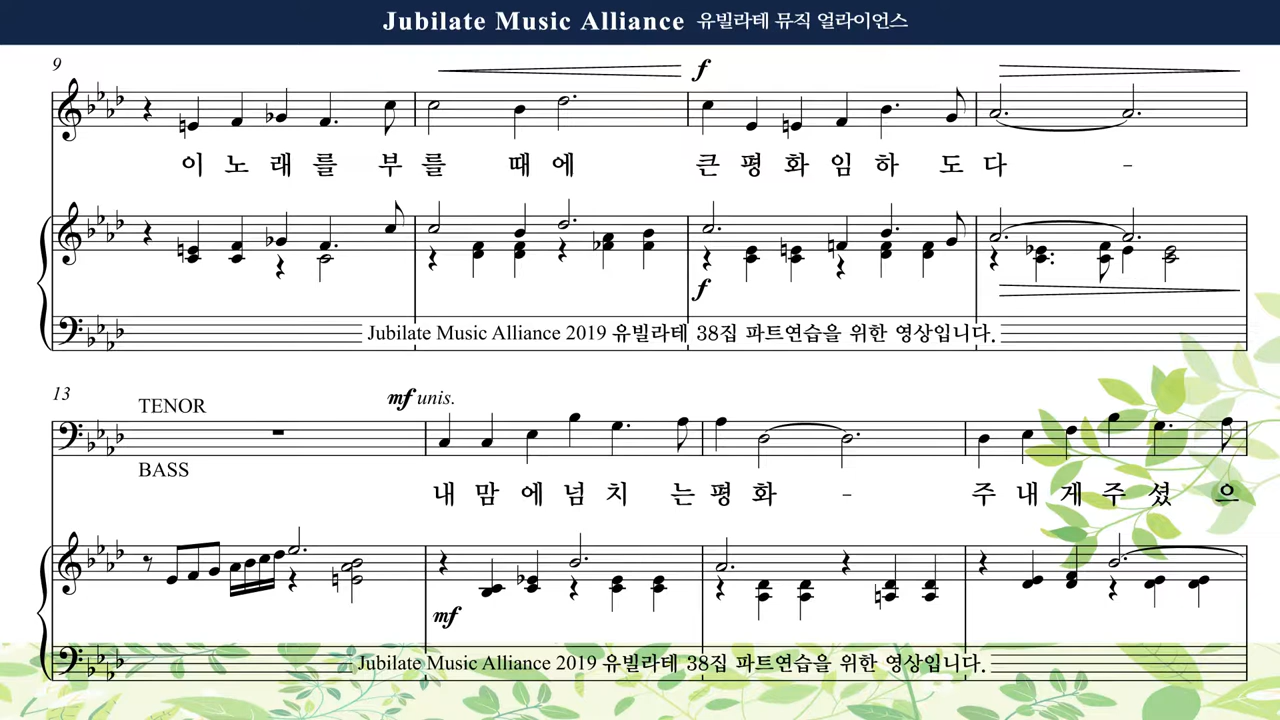 Jubilate Music Alliance 유빌라테 뮤직 얼라이언스
9
f
이 노 래 를 부 를 때 에 큰 평 화 임 하 도 다 -
f
Jubilate Music Alliance 2019 유빌라테 38집 파트연습을 위한 영상입니다.
13
TENOR
mf unis.
BASS
내 맘 에 넘 치 는 평 화 - 주 내 게 주 셨 으
mf
Jubilate Music Alliance 2019 유빌라테 38집 파트연습을 위한 영상입니다.